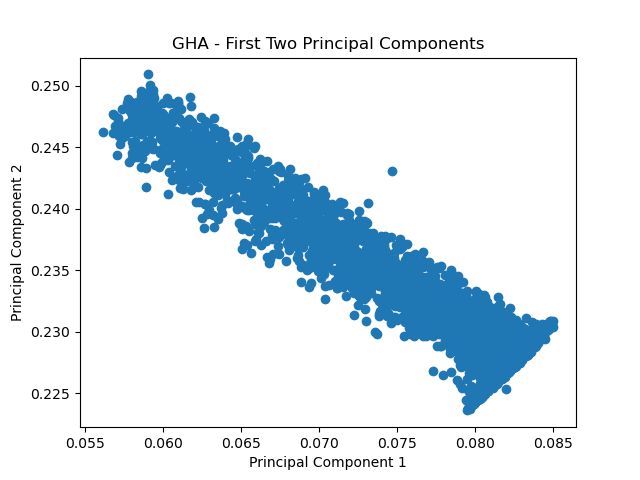 GHA - First Two Principal Components
0.250
0.245
0.240
0.235
0.230
0.225
Principal Component 2
0.055 0.060 0.065 0.070 0.075 0.080 0.085
Principal Component 1